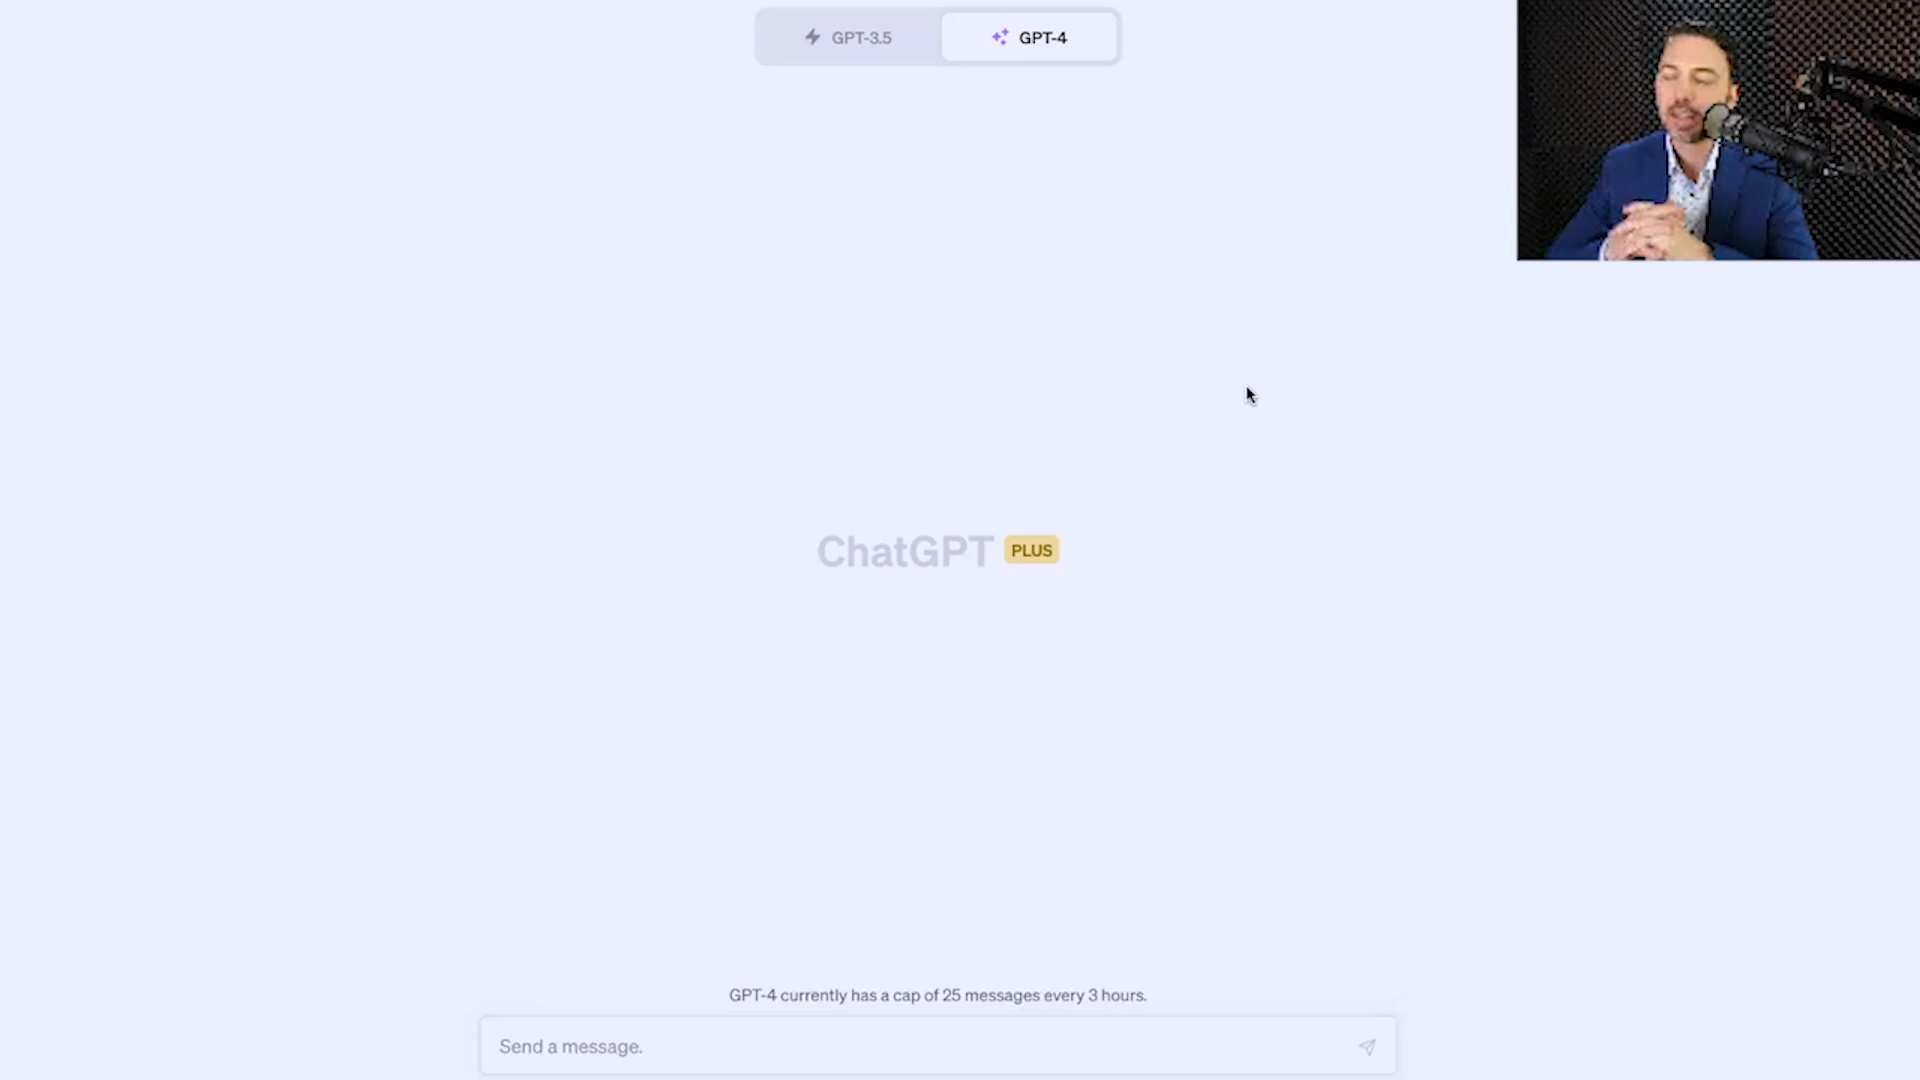 GPT-3.5
GPT-4
ChatGPT PLUS
GPT-4 currently has a cap of 25 messages every 3 hours.
Send a message.